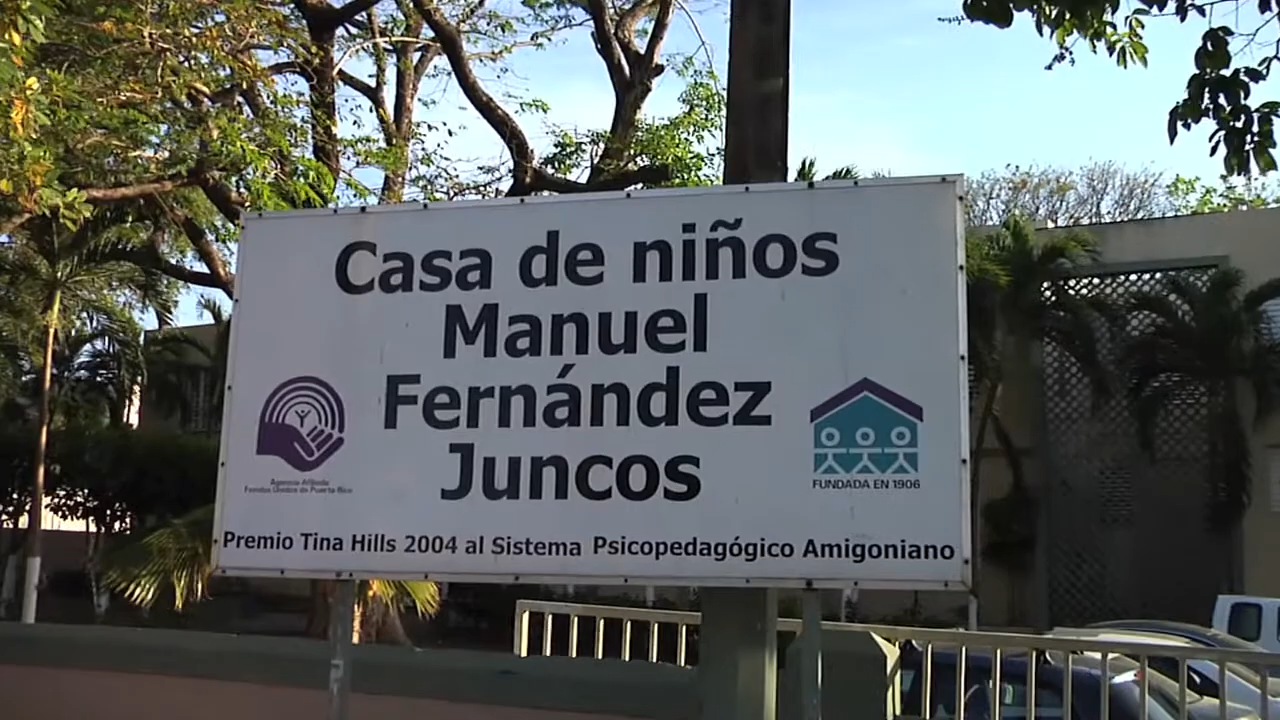 Casa de niños
Manuel
Fernández
Juncos
Agencia Afiliada
Fondos Unidos de Puerto Rico
FUNDADA EN 1906
Premio Tina Hills 2004 al Sistema Psicopedagógico Amigoniano